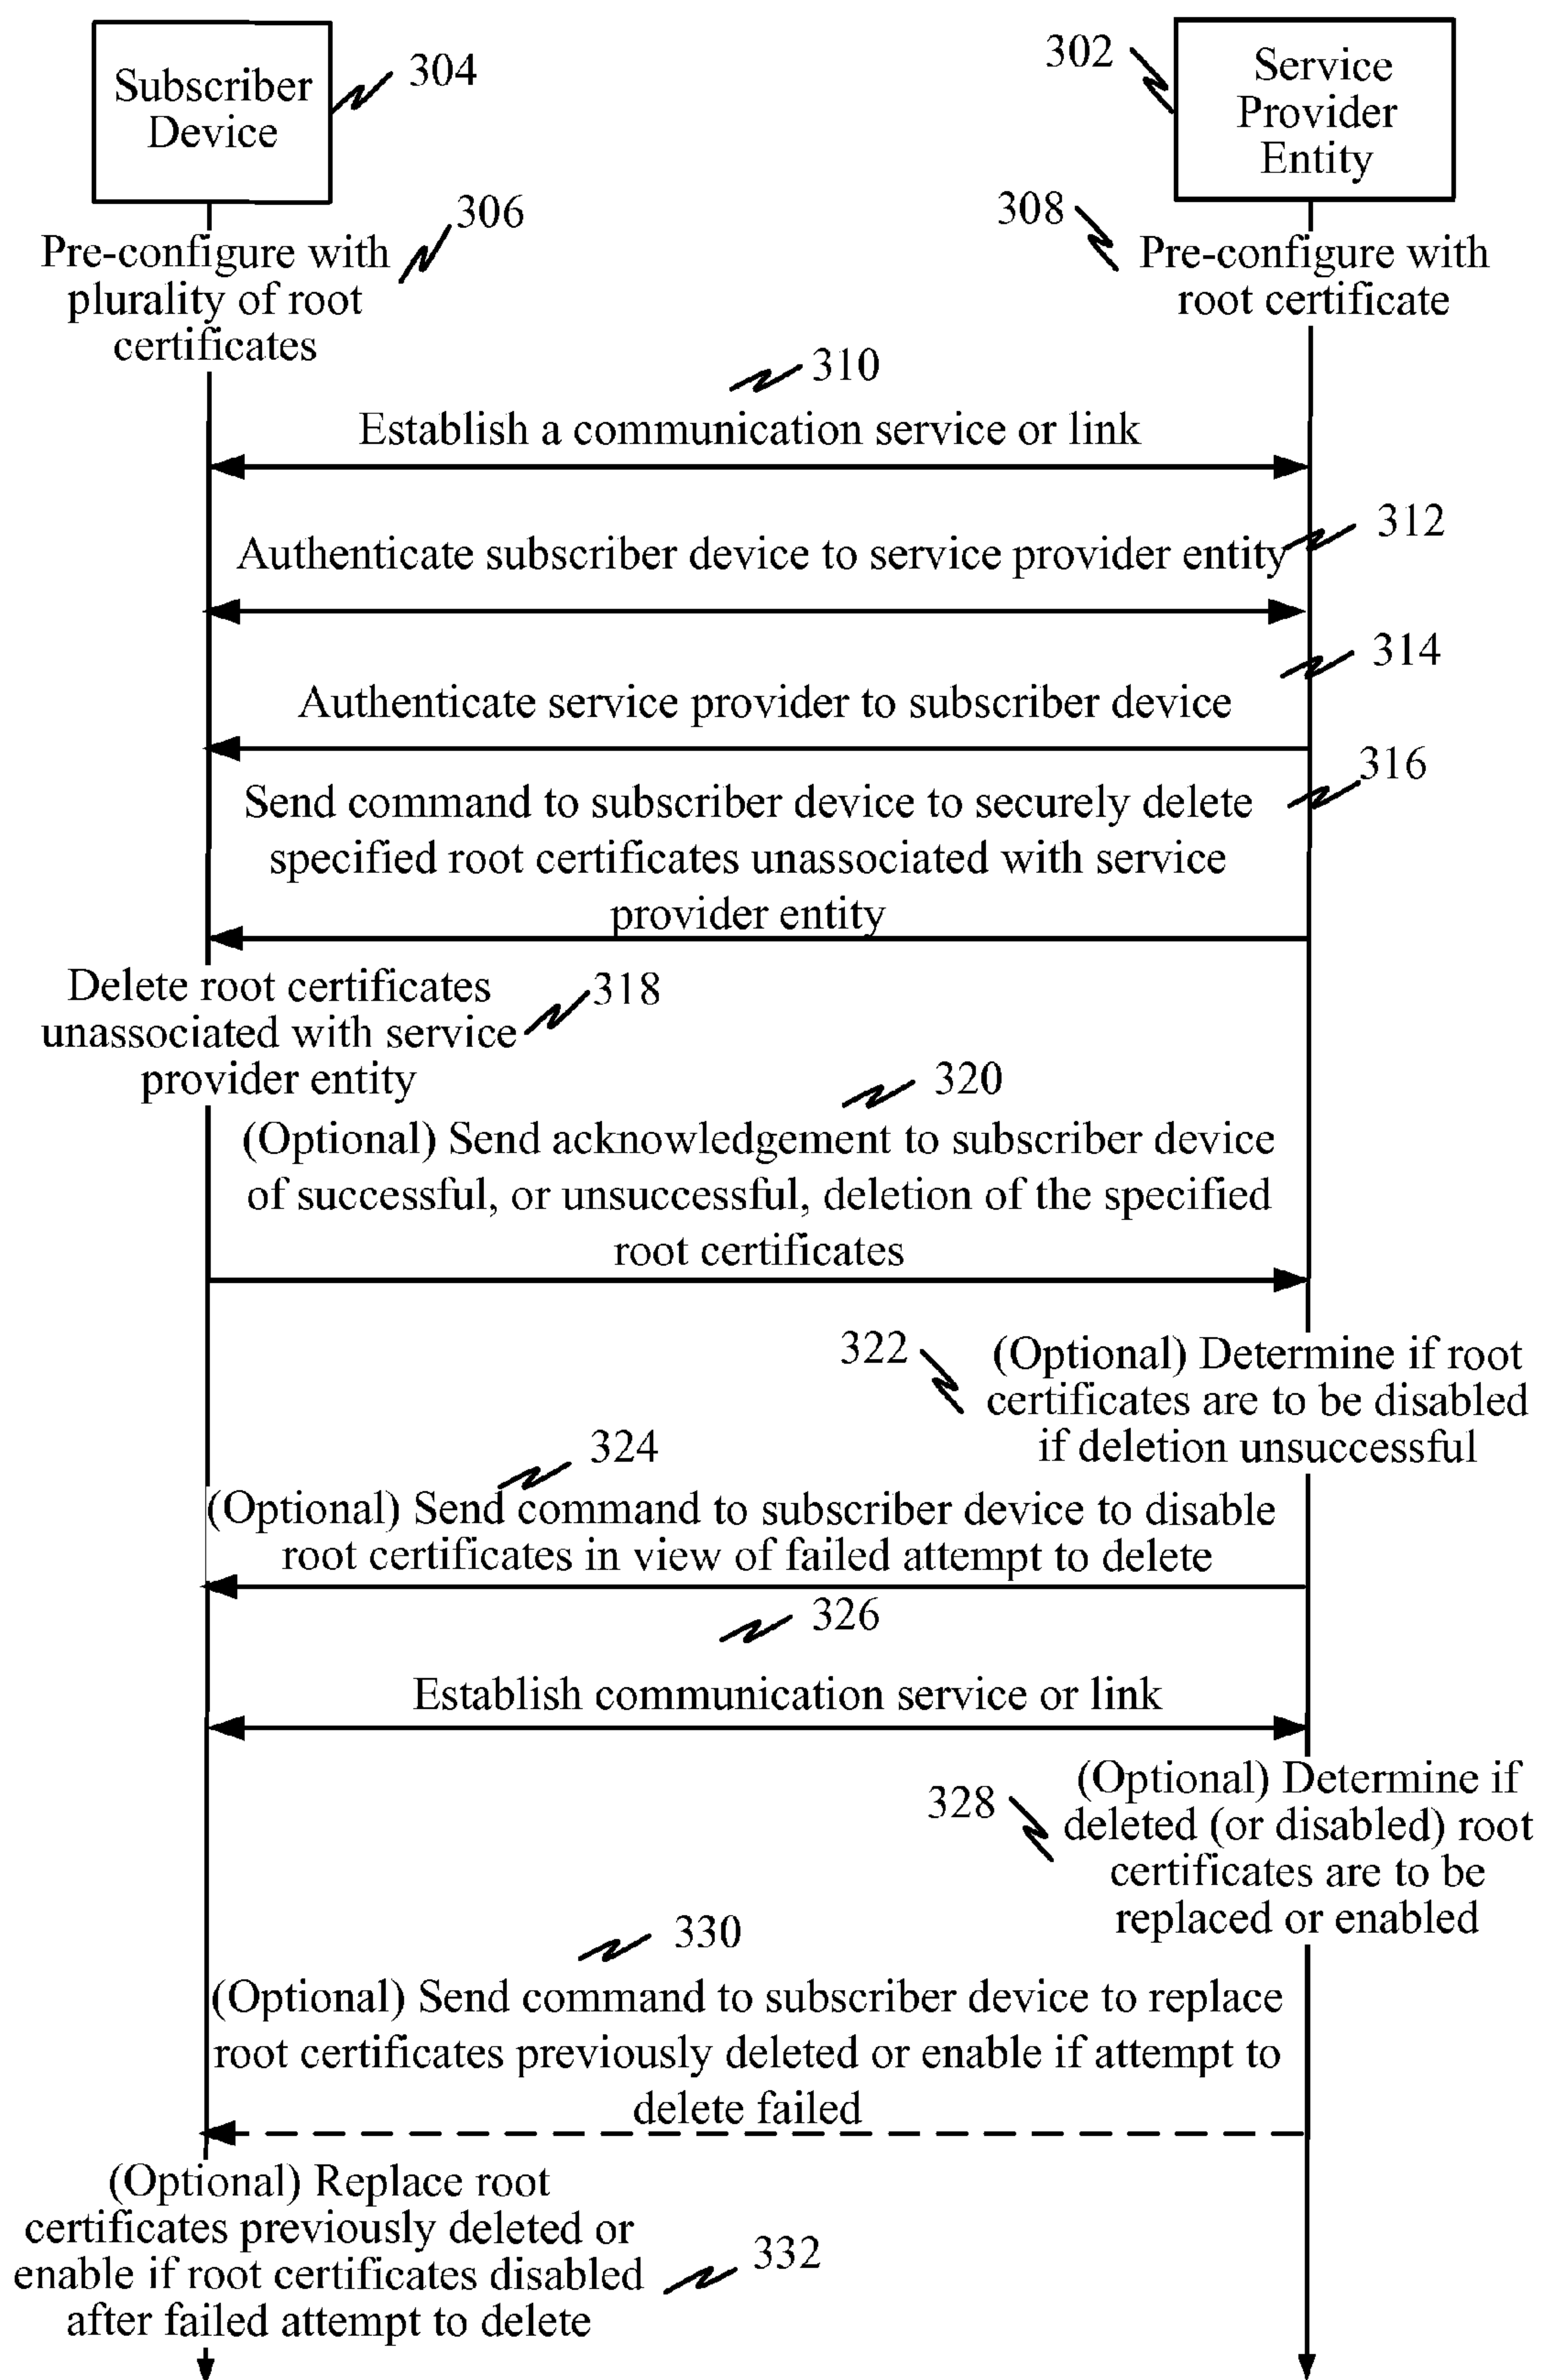 Subscriber
Device
304
302
Service
Provider
Entity
306
Pre-configure with
plurality of root
certificates
308
Pre-configure with
root certificate
310
Establish a communication service or link
312
Authenticate subscriber device to service provider entity
314
Authenticate service provider to subscriber device
316
Send command to subscriber device to securely delete
specified root certificates unassociated with service
provider entity
Delete root certificates
unassociated with service
provider entity
318
320
(Optional) Send acknowledgement to subscriber device
of successful, or unsuccessful, deletion of the specified
root certificates
322
(Optional) Determine if root
certificates are to be disabled
if deletion unsuccessful
324
(Optional) Send command to subscriber device to disable
root certificates in view of failed attempt to delete
326
Establish communication service or link
328
(Optional) Determine if
deleted (or disabled) root
certificates are to be
replaced or enabled
330
(Optional) Send command to subscriber device to replace
root certificates previously deleted or enable if attempt to
delete failed
(Optional) Replace root
certificates previously deleted or
enable if root certificates disabled
after failed attempt to delete
332